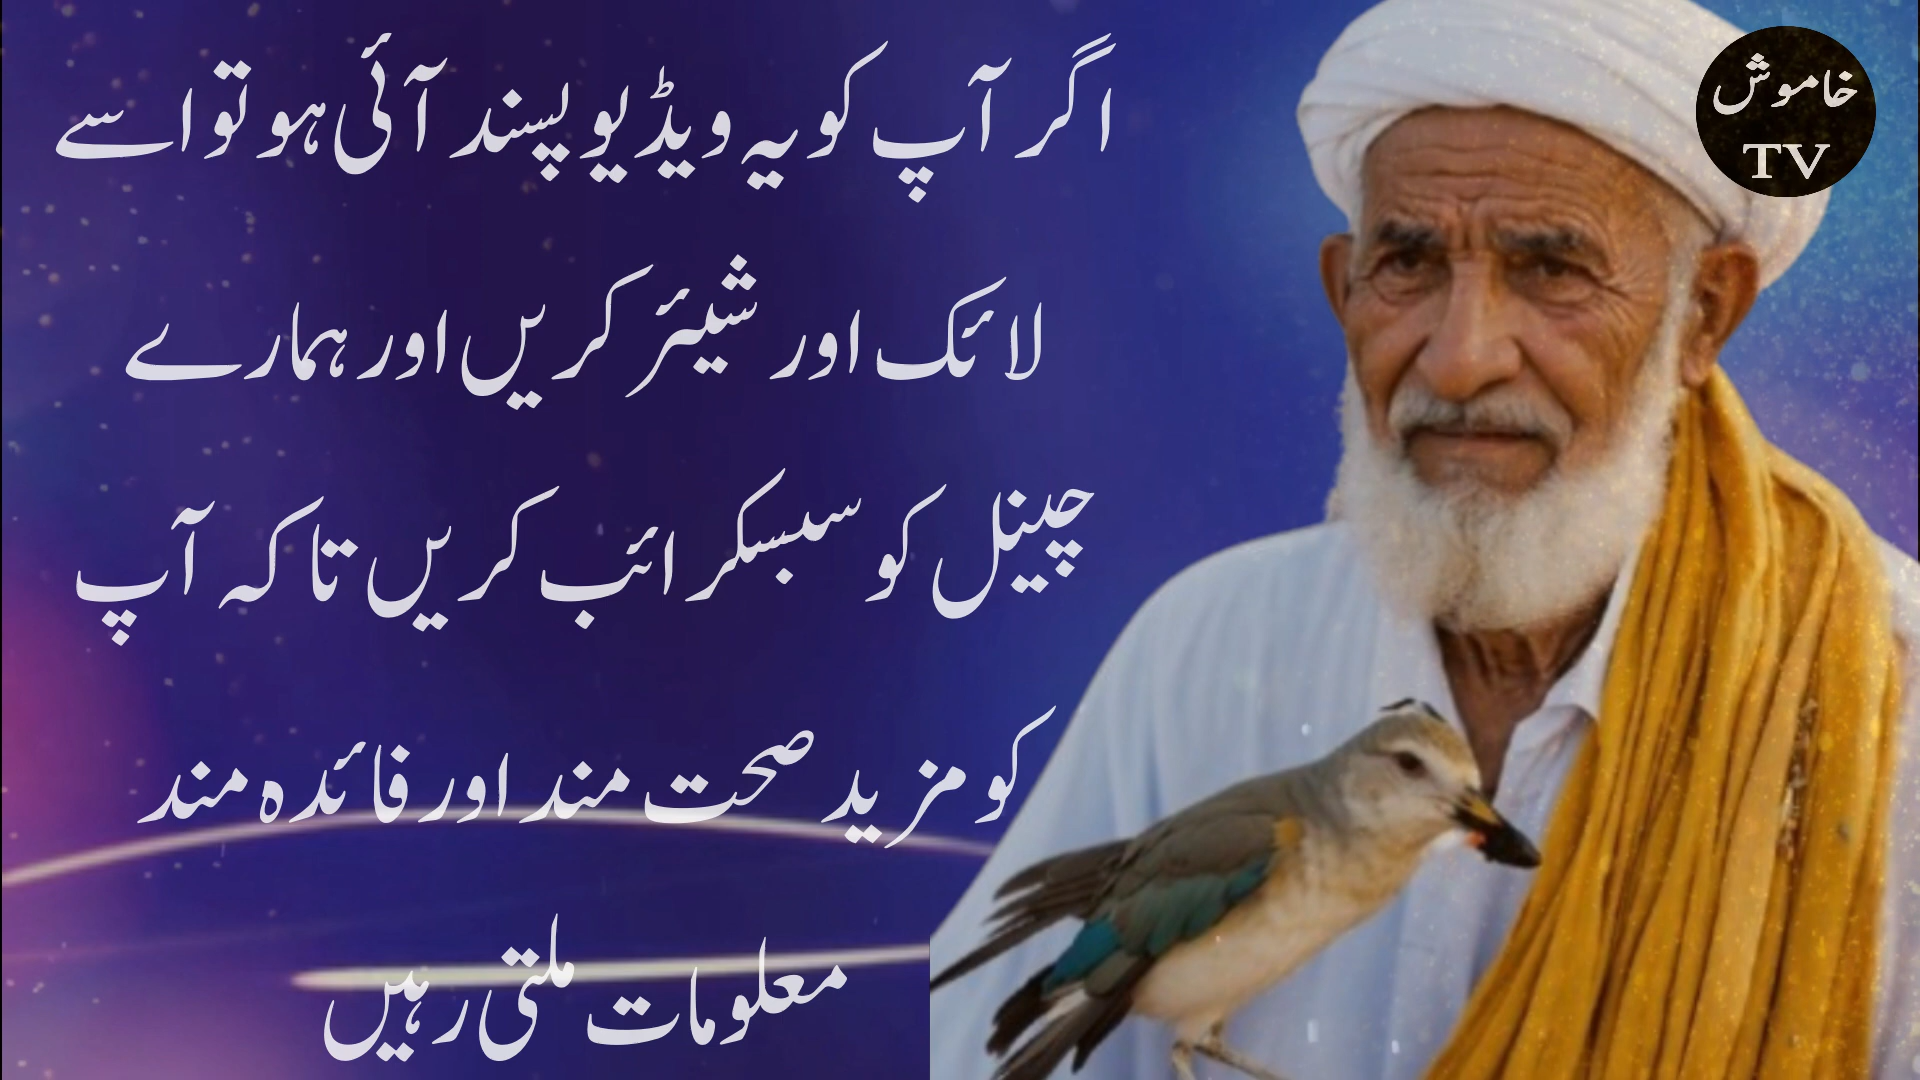 اگر آپ کو یہ ویڈیو پسند آئی ہو تو اسے
لائک اور شیئر کریں اور ہمارے
چینل کو سبسکرائب کریں تاکہ آپ
کو مزید صحت مند اور فائدہ مند
معلومات ملتی رہیں
خاموش
TV